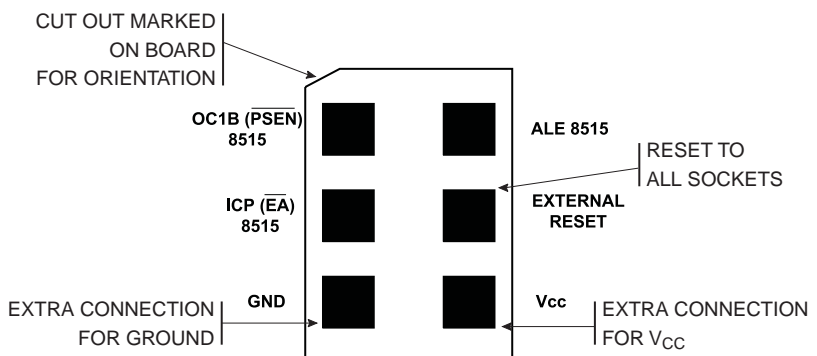 CUT OUT MARKED
ON BOARD
FOR ORIENTATION
OC1B (PSEN)
8515
ALE 8515
RESET TO
ALL SOCKETS
ICP (EA)
8515
EXTERNAL
RESET
EXTRA CONNECTION
FOR GROUND
GND
Vcc
EXTRA CONNECTION
FOR VCC